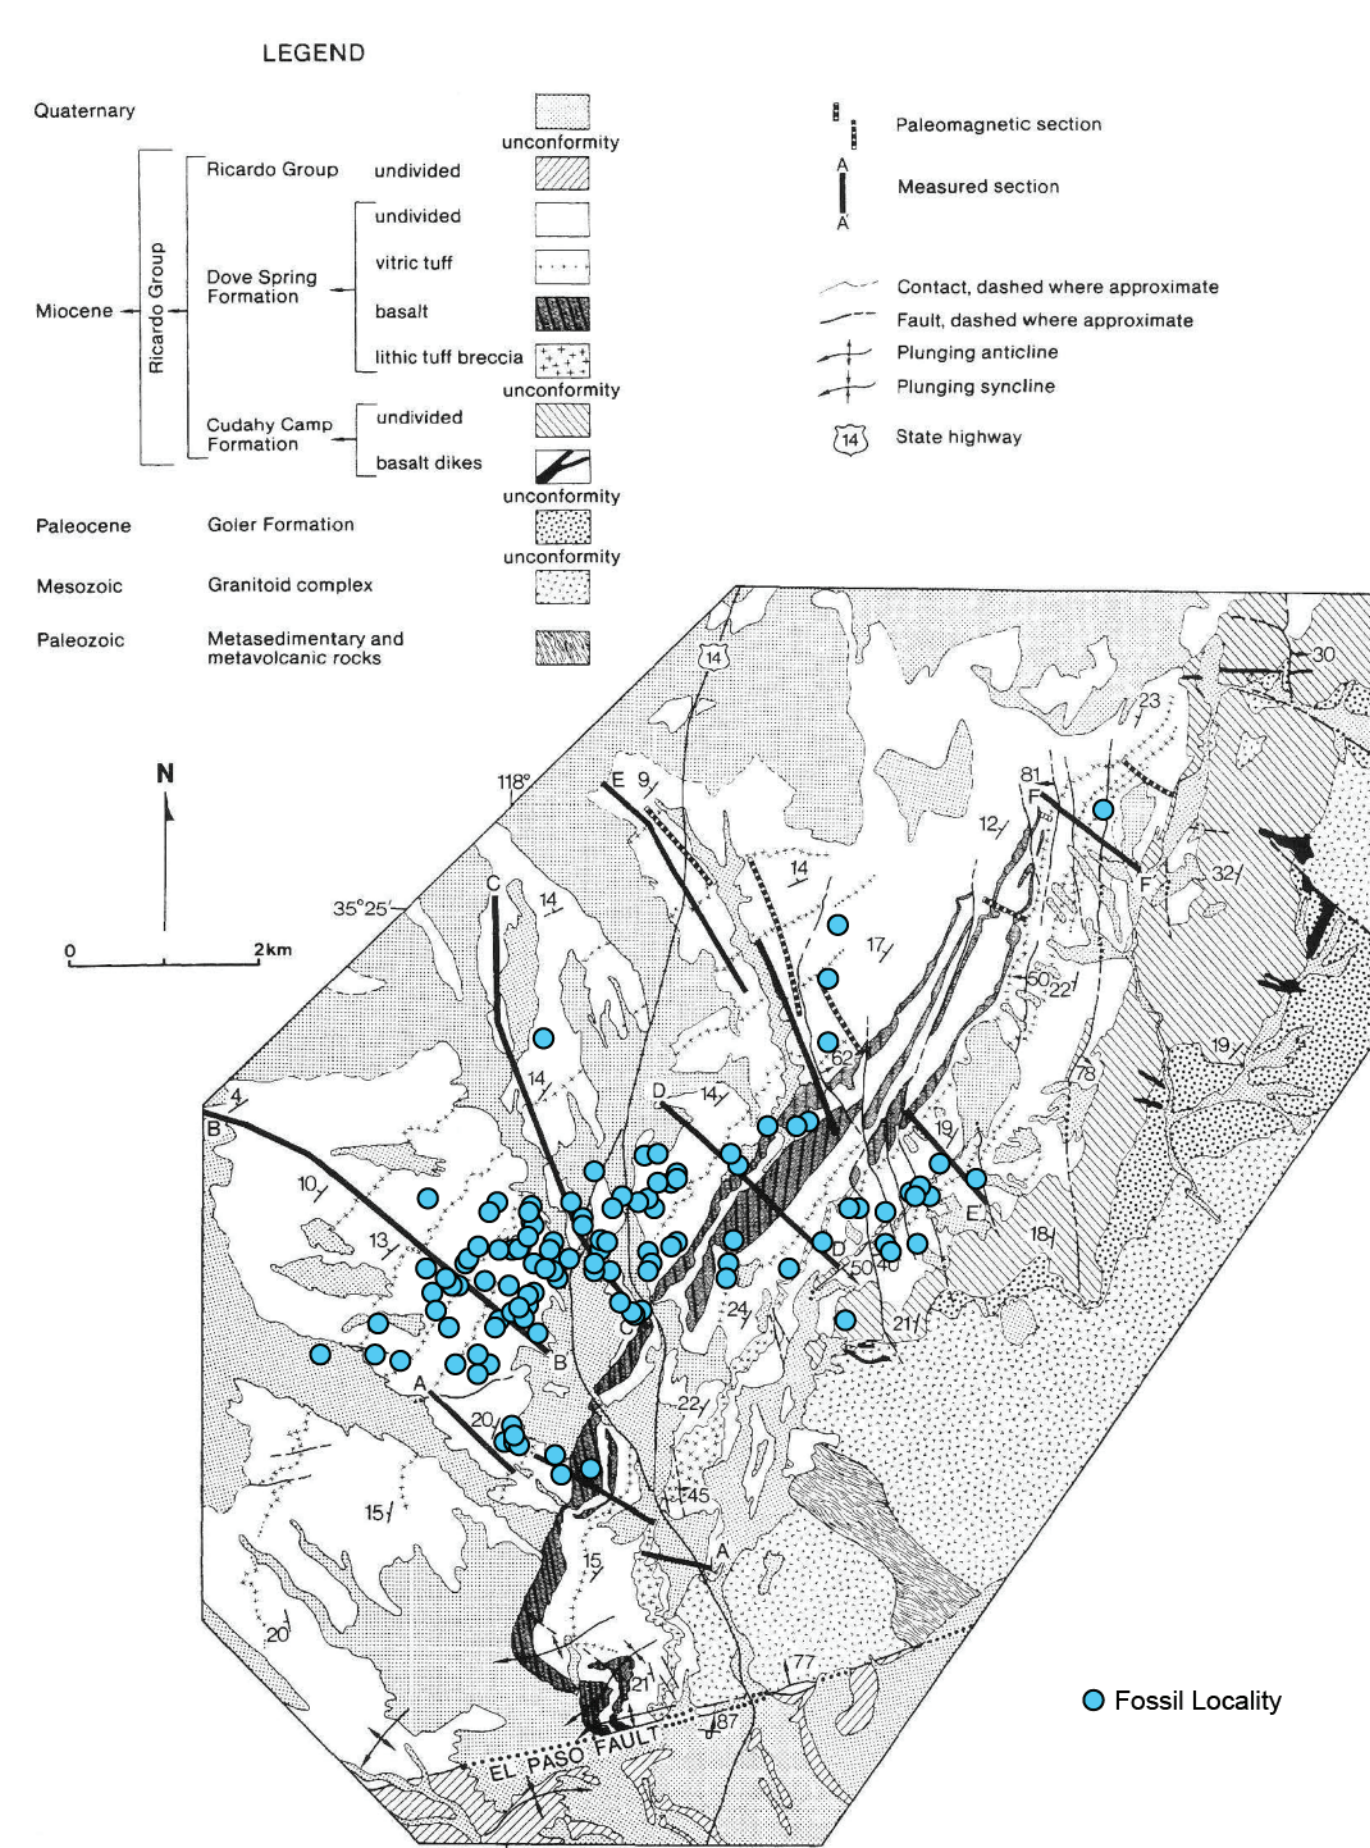 LEGEND
Quaternary
unconformity
Ricardo Group undivided
undivided
vitric tuff
Dove Spring
Formation
Miocene
Ricardo Group
basalt
lithic tuff breccia
unconformity
Cudahy Camp
Formation
undivided
basalt dikes
unconformity
Paleocene Goler Formation
unconformity
Mesozoic Granitoid complex
Paleozoic Metasedimentary and
metavolcanic rocks
Paleomagnetic section
A
Measured section
A'
Contact, dashed where approximate
Fault, dashed where approximate
Plunging anticline
Plunging syncline
14 State highway
14
30
23
N
118°
E 9
81
F
12
14
F'
32
C
14
35°25'
0 2km
17
50
22
62
19
78
14
D
14
4
B
19
10
E'
13
18
D'
50
40
24
21
C'
B'
A
22
20
45
15
15
A'
20
21
77
87
EL PASO FAULT
Fossil Locality